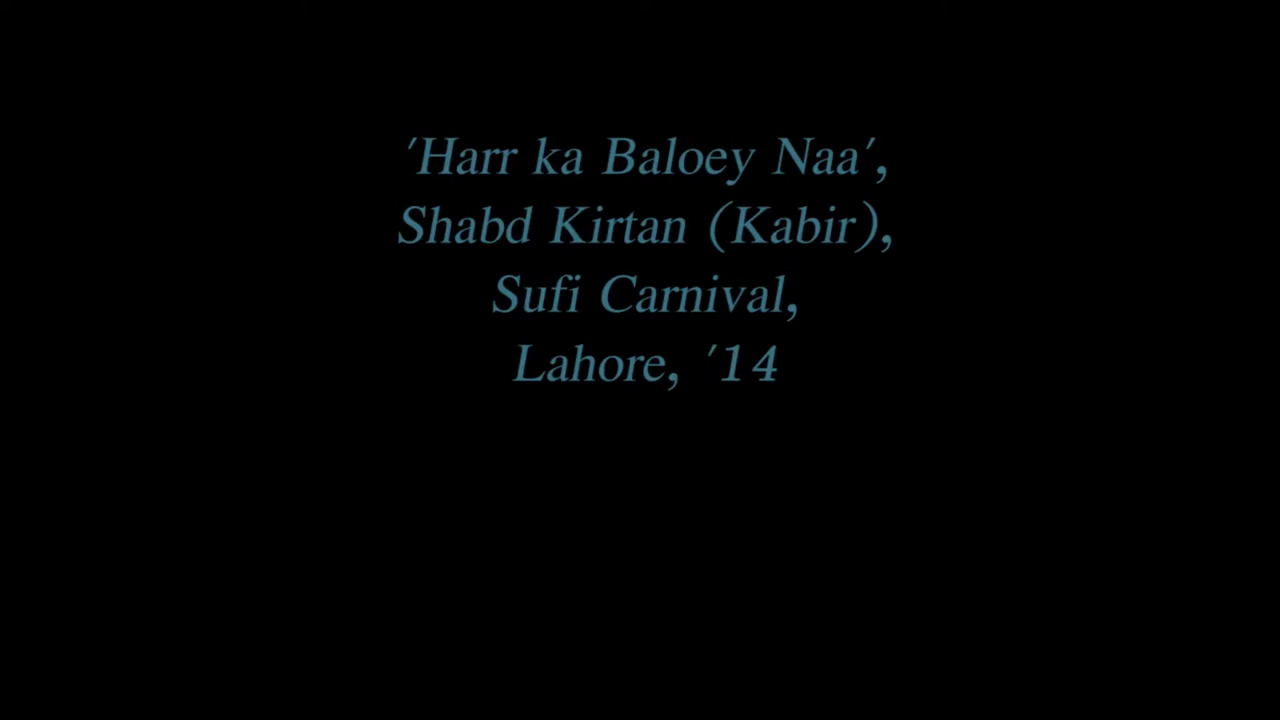 'Harr ka Baloey Naa',
Shabd Kirtan (Kabir),
Sufi Carnival,
Lahore, '14